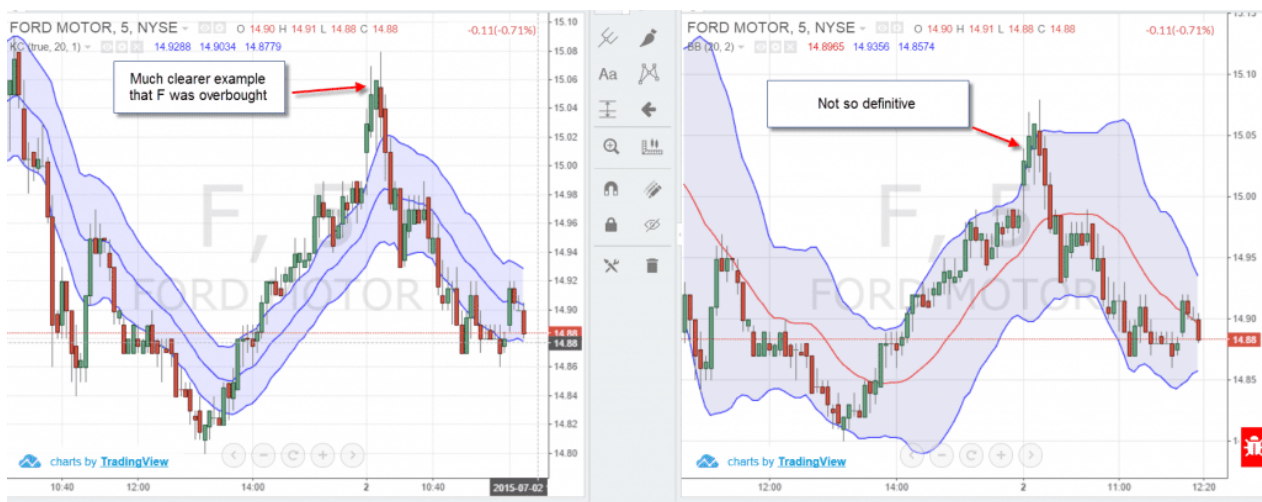 FORD MOTOR, 5, NYSE O 14.90 H 14.91 L 14.88 C 14.88 -0.11(-0.71%)
KC (true, 20, 1) 14.9288 14.9034 14.8779
Much clearer example
that F was overbought
F, 5
FORD MOTOR
charts by TradingView
15.10
15.08
15.06
15.04
15.02
15.00
14.98
14.96
14.94
14.92
14.90
14.88
14.88
14.86
14.84
14.82
14.80
10:40 12:00 14:00 2 10:40 2015-07-02
Aa
FORD MOTOR, 5, NYSE O 14.90 H 14.91 L 14.88 C 14.88 -0.11(-0.71%)
BB (20, 2) 14.8965 14.9356 14.8574
Not so definitive
F, 5
FORD MOTOR
charts by TradingView
15.10
15.05
15.00
14.95
14.90
14.88
14.85
12:00 14:00 2 11:00 12:20